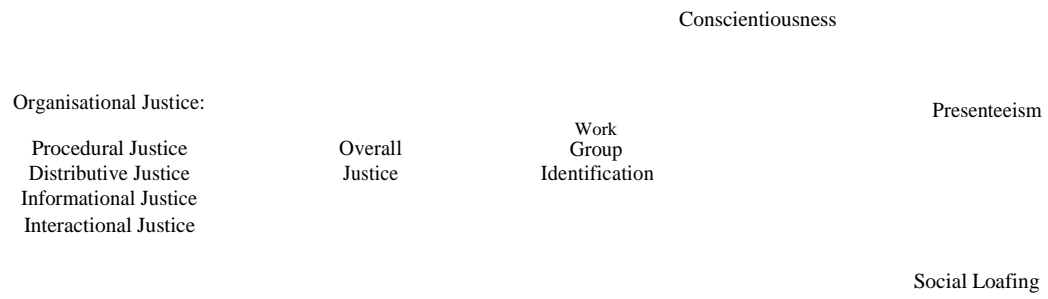 Conscientiousness
Organisational Justice:
Procedural Justice
Distributive Justice
Informational Justice
Interactional Justice
Overall
Justice
Work
Group
Identification
Presenteeism
Social Loafing